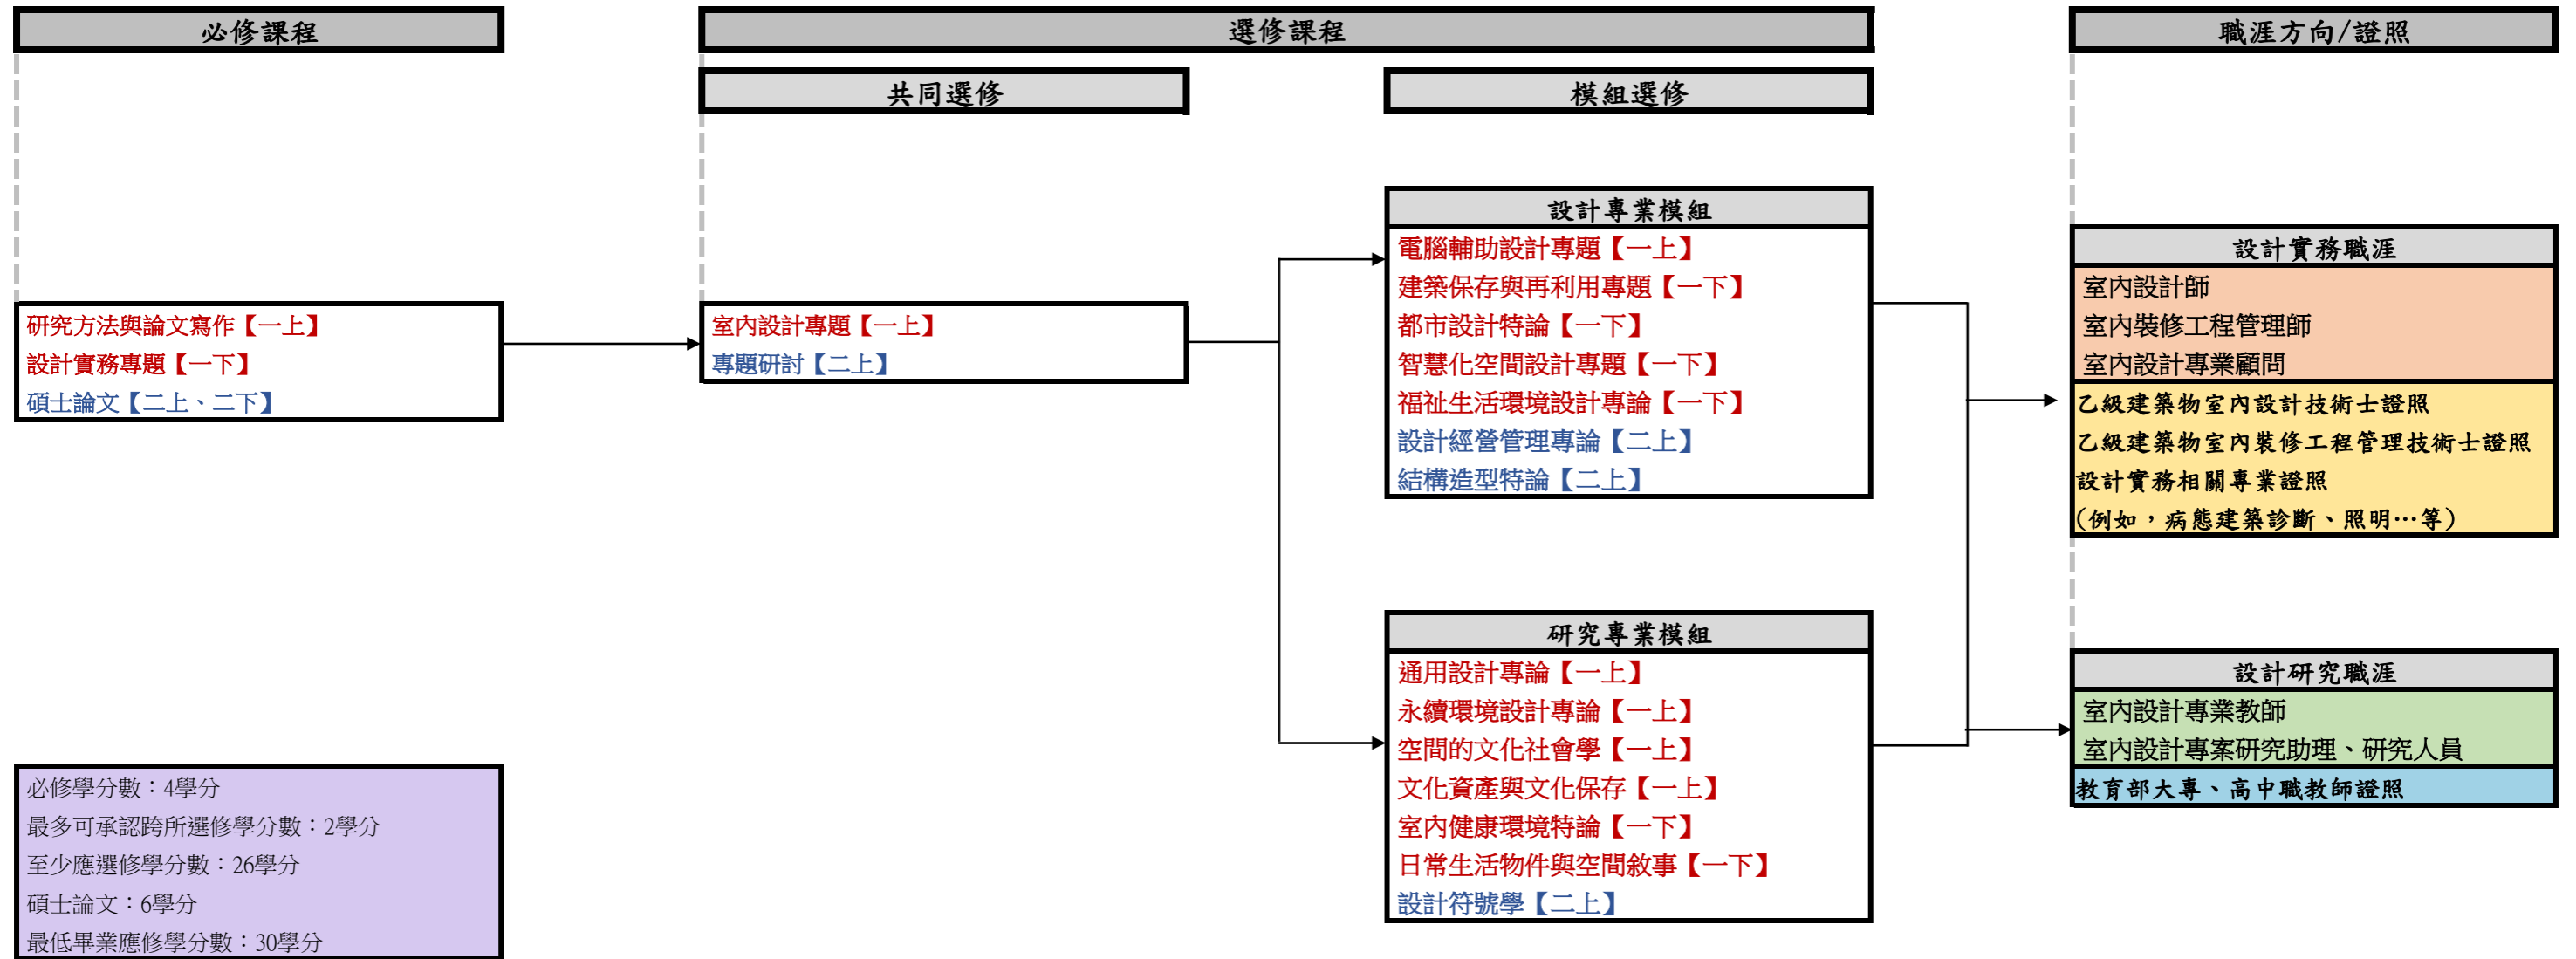 必修課程
選修課程
職涯方向/證照
共同選修
模組選修
研究方法與論文寫作【一上】
設計實務專題【一下】
碩士論文【二上、二下】
室內設計專題【一上】
專題研討【二上】
設計專業模組
電腦輔助設計專題【一上】
建築保存與再利用專題【一下】
都市設計特論【一下】
智慧化空間設計專題【一下】
福祉生活環境設計專論【一下】
設計經營管理專論【二上】
結構造型特論【二上】
研究專業模組
通用設計專論【一上】
永續環境設計專論【一上】
空間的文化社會學【一上】
文化資產與文化保存【一上】
室內健康環境特論【一下】
日常生活物件與空間敘事【一下】
設計符號學【二上】
設計實務職涯
室內設計師
室內裝修工程管理師
室內設計專業顧問
乙級建築物室內設計技術士證照
乙級建築物室內裝修工程管理技術士證照
設計實務相關專業證照
(例如，病態建築診斷、照明…等)
設計研究職涯
室內設計專業教師
室內設計專案研究助理、研究人員
教育部大專、高中職教師證照
必修學分數：4學分
最多可承認跨所選修學分數：2學分
至少應選修學分數：26學分
碩士論文：6學分
最低畢業應修學分數：30學分